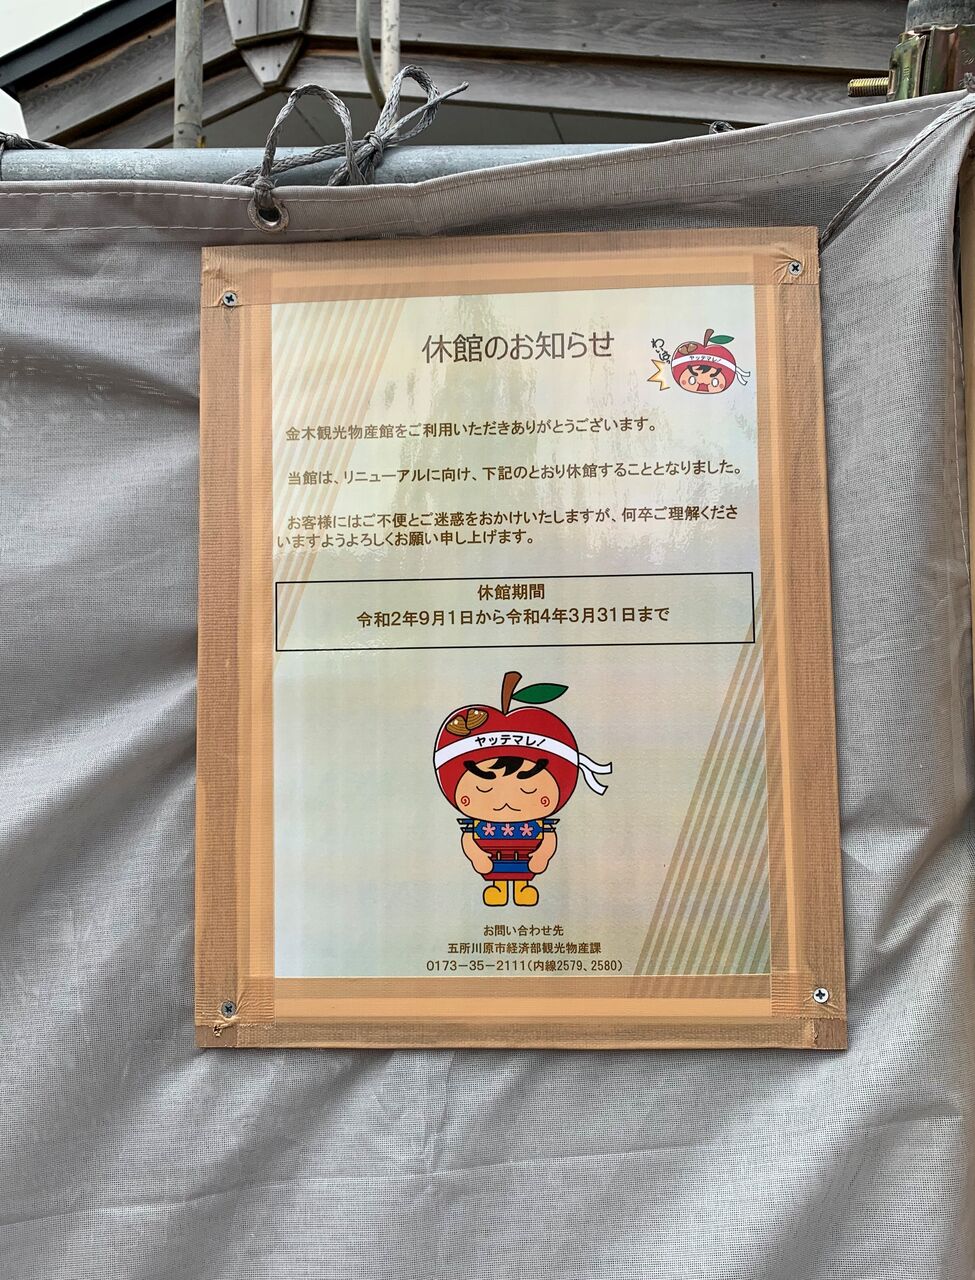 休館のお知らせ
わいは〜
ヤッテマレ!
金木観光物産館をご利用いただきありがとうございます。
当館は、リニューアルに向け、下記のとおり休館することとなりました。
お客様にはご不便とご迷惑をおかけいたしますが、何卒ご理解くださ
いますようよろしくお願い申し上げます。
休館期間
令和2年9月1日から令和4年3月31日まで
ヤッテマレ!
お問い合わせ先
五所川原市経済部観光物産課
0173-35-2111(内線2579、2580)